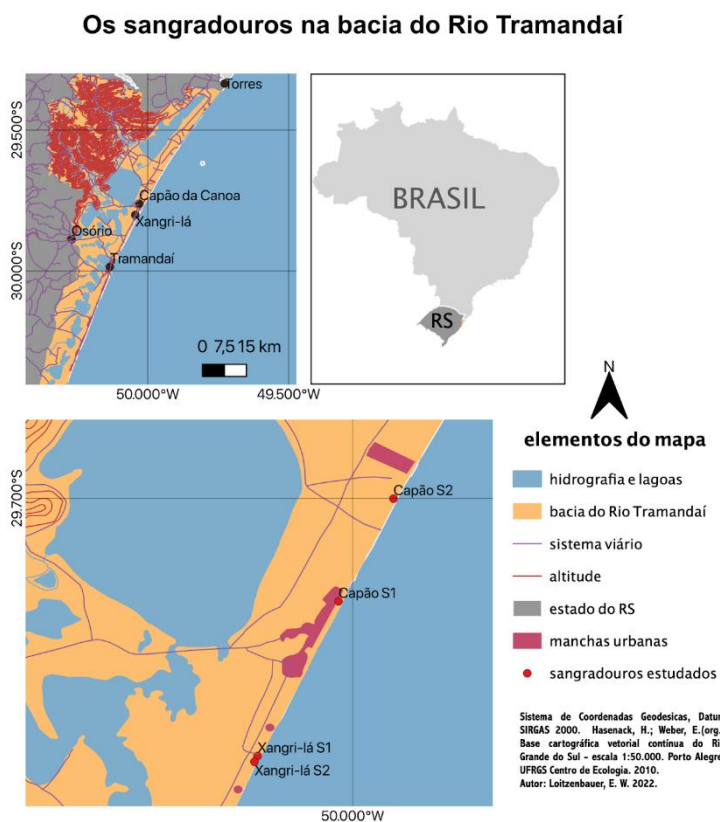 Os sangradouros na bacia do Rio Tramandaí
Torres
29.500°S
Capão da Canoa
Xangri-lá
Osório
Tramandaí
30.000°S
0 7,515 km
50.000°W
49.500°W
BRASIL
RS
N
elementos do mapa
hidrografia e lagoas
bacia do Rio Tramandaí
sistema viário
altitude
estado do RS
manchas urbanas
sangradouros estudados
29.700°S
Capão S2
Capão S1
Xangri-lá S1
Xangri-lá S2
50.000°W
Sistema de Coordenadas Geodesicas, Datum
SIRGAS 2000. Hasenack, H.; Weber, E.(org.
Base cartográfica vetorial contínua do Rio
Grande do Sul - escala 1:50.000. Porto Alegre
UFRGS Centro de Ecologia. 2010.
Autor: Loitzenbauer, E. W. 2022.